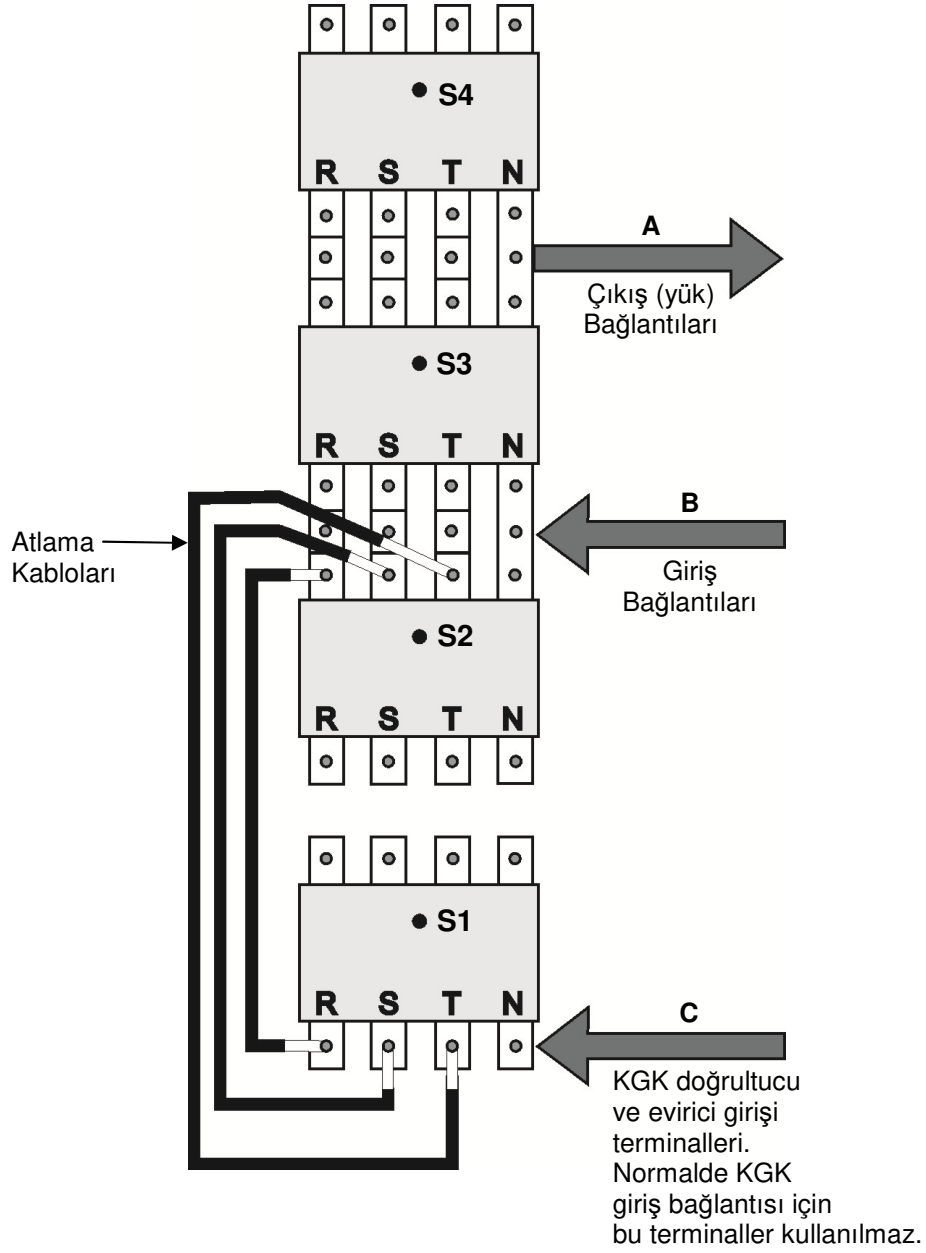 S4
R S T N
A
Çıkış (yük)
Bağlantıları
S3
R S T N
B
Giriş
Bağlantıları
Atlama
Kabloları
S2
R S T N
S1
R S T N
C
KGK doğrultucu
ve evirici girişi
terminalleri.
Normalde KGK
giriş bağlantısı için
bu terminaller kullanılmaz.